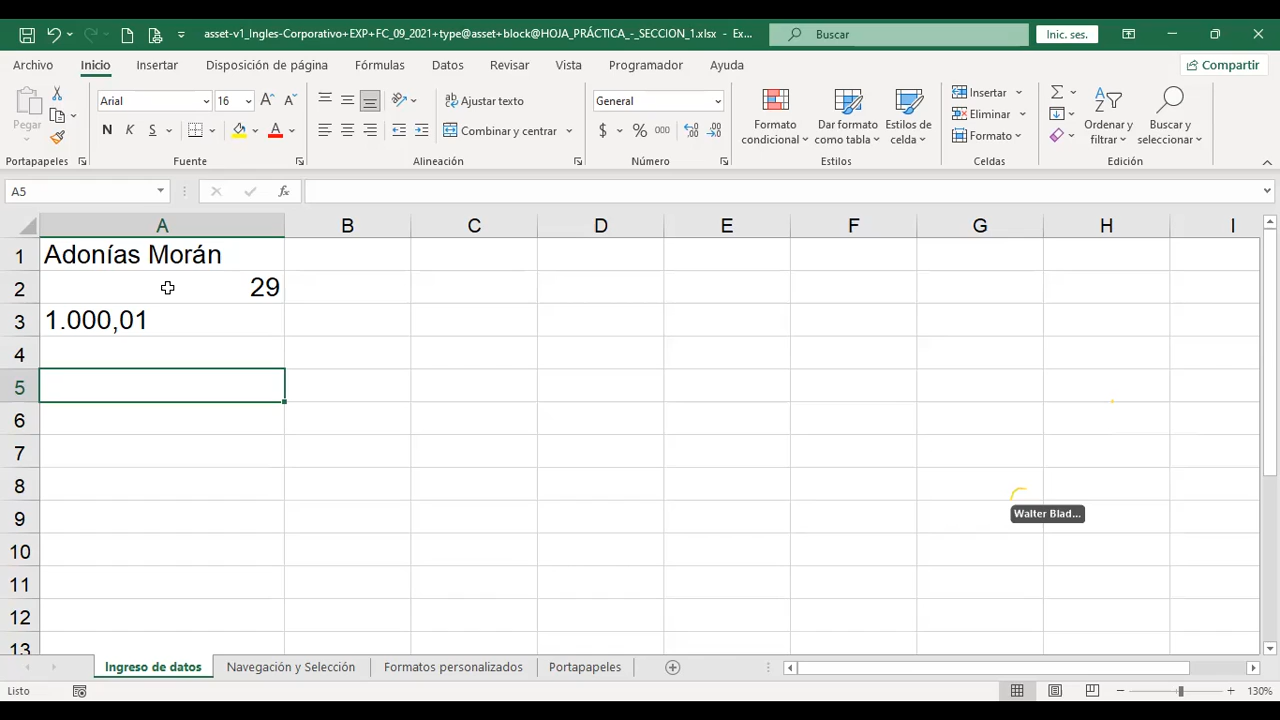 asset-v1_Ingles-Corporativo+EXP+FC_09_2021+type@asset+block@HOJA_PRÁCTICA_-_SECCION_1.xlsx - Ex...
Buscar
Inic. ses.
Archivo Inicio Insertar Disposición de página Fórmulas Datos Revisar Vista Programador Ayuda
Compartir
Pegar
Portapapeles
Arial 16
N K S A
Fuente
Ajustar texto
Combinar y centrar
Alineación
General
$ % 000
Número
Formato condicional
Dar formato como tabla
Estilos de celda
Estilos
Insertar
Eliminar
Formato
Celdas
Ordenar y filtrar
Buscar y seleccionar
Edición
A5
fx
A B C D E F G H I
1 Adonías Morán
2 29
3 1.000,01
4
5
6
7
8
9
10
11
12
13
Walter Blad...
Ingreso de datos Navegación y Selección Formatos personalizados Portapapeles
Listo
130%